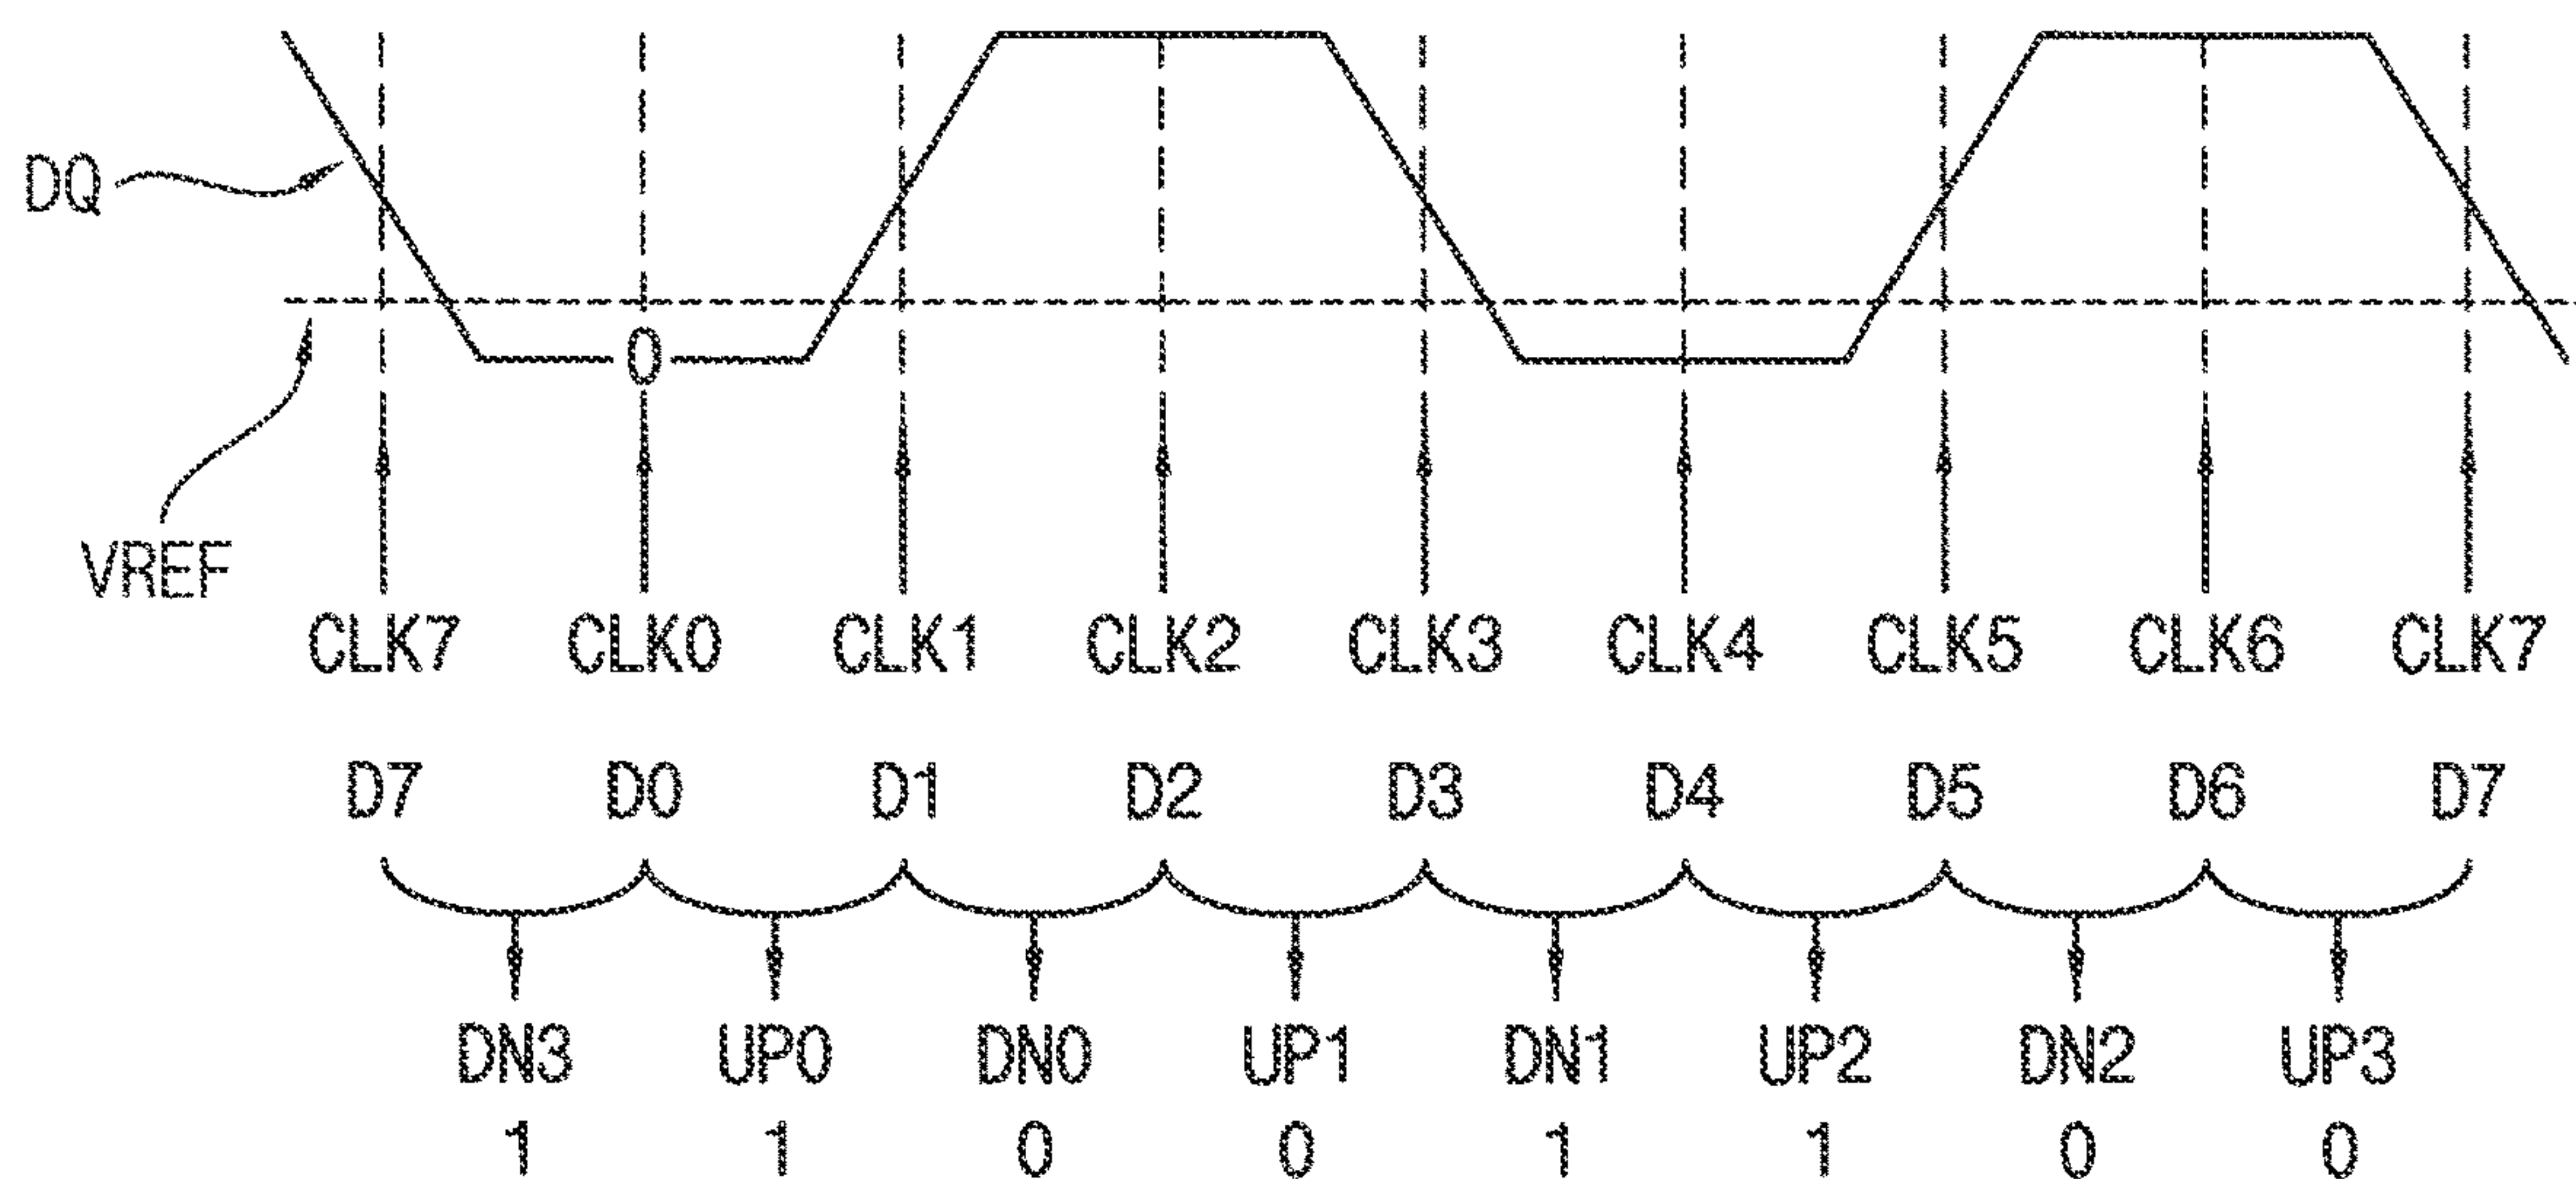 DQ
0
VREF
CLK7 CLK0 CLK1 CLK2 CLK3 CLK4 CLK5 CLK6 CLK7
D7 D0 D1 D2 D3 D4 D5 D6 D7
DN3 UP0 DN0 UP1 DN1 UP2 DN2 UP3
1 1 0 0 1 1 0 0